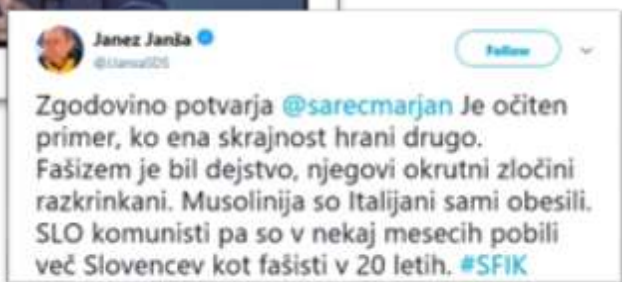 Janez Janša
@JJansaSDS
Follow
Zgodovino potvarja @sarecmarjan Je očiten
primer, ko ena skrajnost hrani drugo.
Fašizem je bil dejstvo, njegovi okrutni zločini
razkrinkani. Musolinija so Italijani sami obesili.
SLO komunisti pa so v nekaj mesecih pobili
več Slovencev kot fašisti v 20 letih. #SFIK